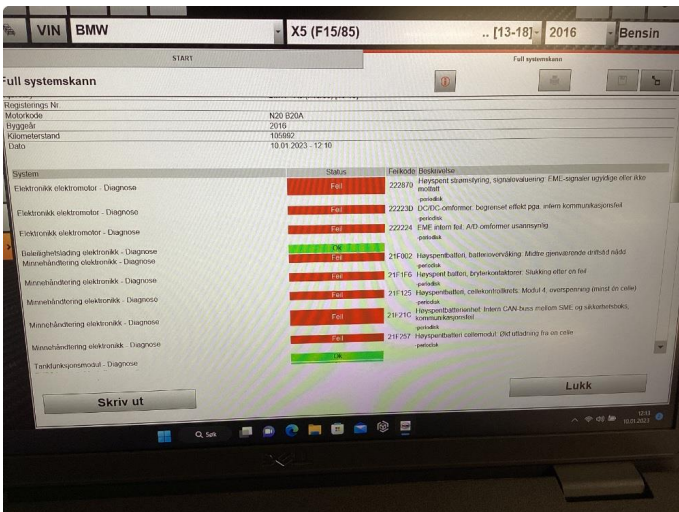 VIN BMW X5 (F15/85) .. [13-18] 2016 Bensin
START Full systemskann
Full systemskann
Registerings Nr
Motorkode N20 B20A
Byggeår 2016
Kilometerstand 105992
Dato 10.01.2023 - 12:10
System Status Feilkode Beskrivelse
Elektronikk elektromotor - Diagnose Feil 222870 Høyspent strømstyring, signalovaluering: EME-signaler ugyldige eller ikke
mottatt
-periodisk
Elektronikk elektromotor - Diagnose Feil 22223D DC/DC-omformer: begrenset effekt pga. intern kommunikasjonsfeil
-periodisk
Elektronikk elektromotor - Diagnose Feil 222224 EME intern feil: A/D-omformer usannsynlig
-periodisk
Beleilighetslading elektronikk - Diagnose Ok
Minnehåndtering elektronikk - Diagnose Feil 21F002 Høyspentbatteri, batteriovervåking: Midtre gjenværende driftsåd nådd
-periodisk
Minnehåndtering elektronikk - Diagnose Feil 21F1F6 Høyspent batteri, bryterkontaktorer: Slukking etter en feil
-periodisk
Minnehåndtering elektronikk - Diagnose Feil 21F125 Høyspentbatteri, cellekontrollkrets. Modul 4, overspenning (minst én celle)
-periodisk
Minnehåndtering elektronikk - Diagnose Feil 21F21C Høyspentbatterienhet: Intern CAN-buss mellom SME og sikkerhetsboks,
kommunikasjonsfeil
-periodisk
Minnehåndtering elektronikk - Diagnose Feil 21F257 Høyspentbatteri cellemodul: Økt utladning fra en celle
-periodisk
Tankfunksjonsmodul - Diagnose Ok
Skriv ut Lukk
Søk
12:13
10.01.2023